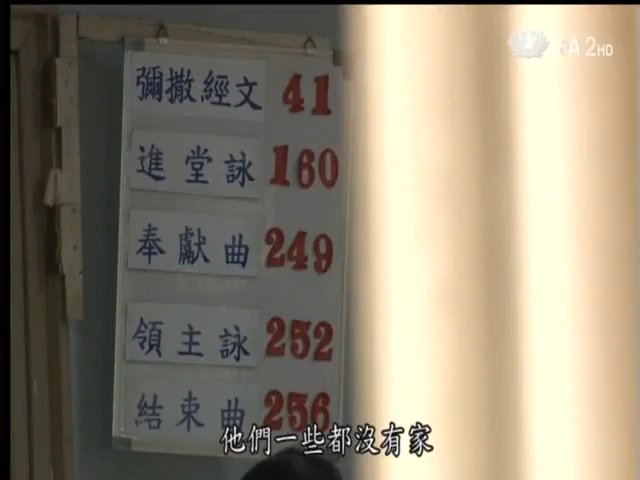 彌撒經文 41
進堂詠 160
奉獻曲 249
領主詠 252
結束曲 256
他們一些都沒有家
2HD